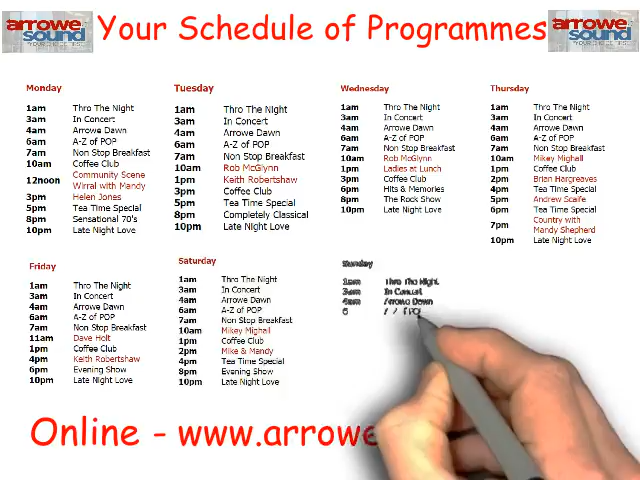 arrowe sound
YOUR CHOICE FIRST
Your Schedule of Programmes
arrowe sound
YOUR CHOICE FIRST
Monday
1am Thro The Night
3am In Concert
4am Arrowe Dawn
6am A-Z of POP
7am Non Stop Breakfast
10am Coffee Club
12noon Community Scene
Wirral with Mandy
3pm Helen Jones
5pm Tea Time Special
8pm Sensational 70's
10pm Late Night Love
Tuesday
1am Thro The Night
3am In Concert
4am Arrowe Dawn
6am A-Z of POP
7am Non Stop Breakfast
10am Rob McGlynn
1pm Keith Robertshaw
3pm Coffee Club
5pm Tea Time Special
8pm Completely Classical
10pm Late Night Love
Wednesday
1am Thro The Night
3am In Concert
4am Arrowe Dawn
6am A-Z of POP
7am Non Stop Breakfast
10am Rob McGlynn
1pm Ladies at Lunch
3pm Coffee Club
6pm Hits & Memories
8pm The Rock Show
10pm Late Night Love
Thursday
1am Thro The Night
3am In Concert
4am Arrowe Dawn
6am A-Z of POP
7am Non Stop Breakfast
10am Mikey Mighall
1pm Coffee Club
2pm Brian Hargreaves
4pm Tea Time Special
5pm Andrew Scaife
6pm Tea Time Special
7pm Country with
Mandy Shepherd
10pm Late Night Love
Friday
1am Thro The Night
3am In Concert
4am Arrowe Dawn
6am A-Z of POP
7am Non Stop Breakfast
11am Dave Holt
1pm Coffee Club
4pm Keith Robertshaw
6pm Evening Show
10pm Late Night Love
Saturday
1am Thro The Night
3am In Concert
4am Arrowe Dawn
6am A-Z of POP
7am Non Stop Breakfast
10am Mikey Mighall
1pm Coffee Club
2pm Mike & Mandy
4pm Tea Time Special
8pm Evening Show
10pm Late Night Love
Sunday
1am Thro The Night
3am In Concert
4am Arrowe Dawn
6
Online - www.arrowe